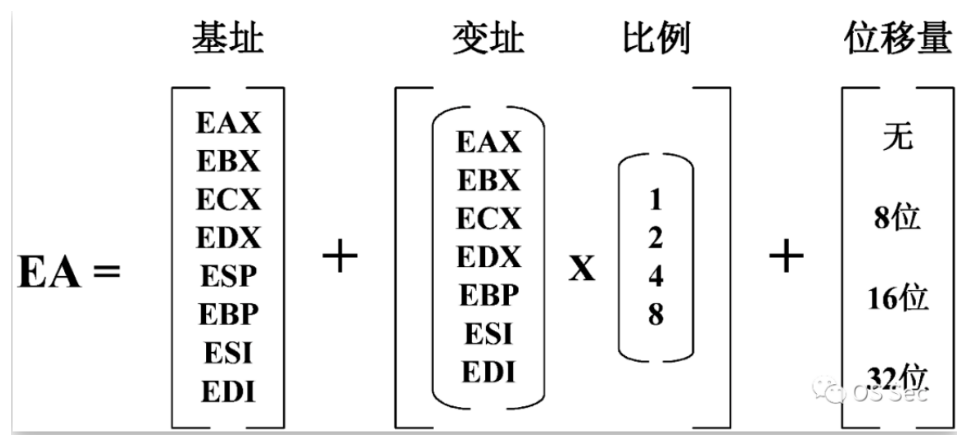 基址 变址 比例 位移量
EA =
EAX
EBX
ECX
EDX
ESP
EBP
ESI
EDI
+
EAX
EBX
ECX
EDX
EBP
ESI
EDI
X
1
2
4
8
+
无
8位
16位
32位
OS Sec